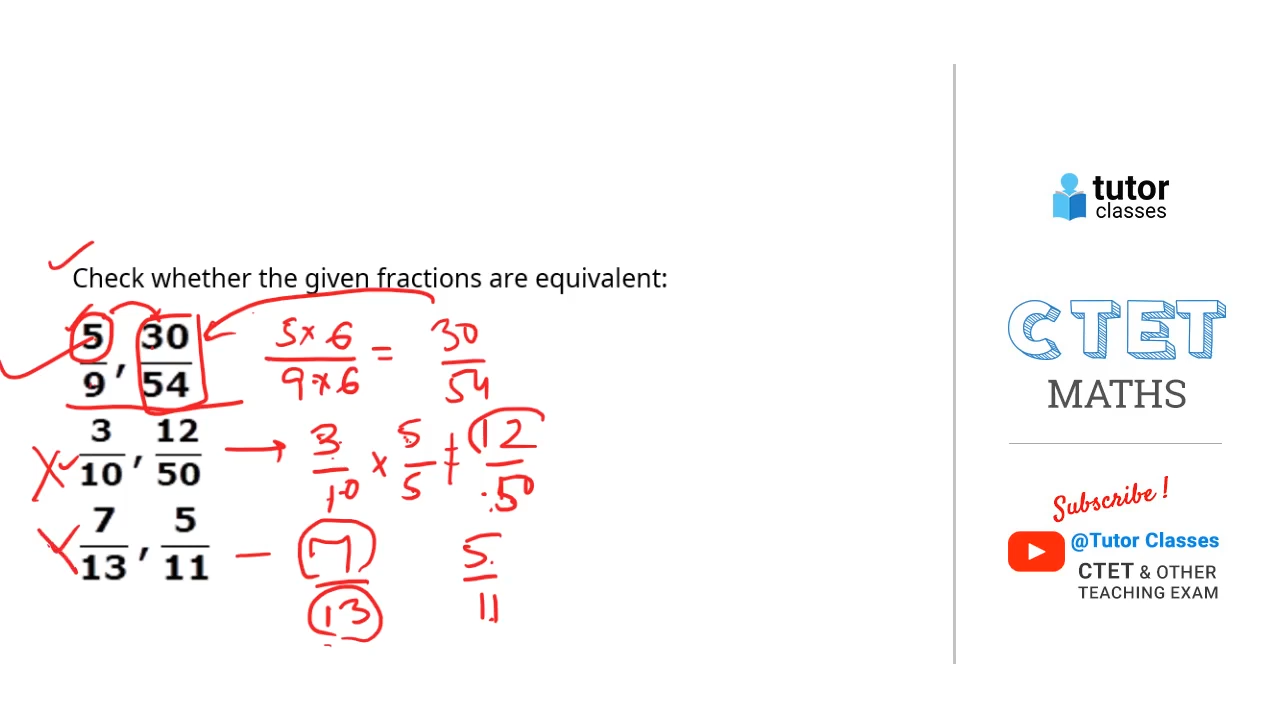 Check whether the given fractions are equivalent:
5/9 , 30/54
5 × 6 / 9 × 6 = 30/54
3/10 , 12/50 → 3/10 × 5/5 ≠ 12/50
7/13 , 5/11 — 7/13 5/11
tutor
classes
CTET
MATHS
Subscribe !
@Tutor Classes
CTET & OTHER
TEACHING EXAM